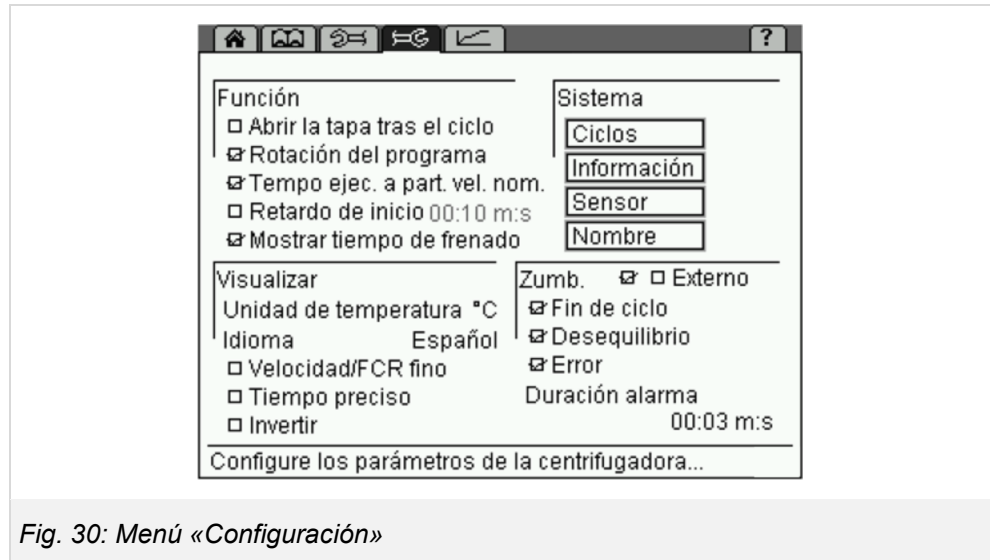 ?
Función
Abrir la tapa tras el ciclo
Rotación del programa
Tempo ejec. a part. vel. nom.
Retardo de inicio 00:10 m:s
Mostrar tiempo de frenado
Sistema
Ciclos
Información
Sensor
Nombre
Visualizar
Unidad de temperatura °C
Idioma Español
Velocidad/FCR fino
Tiempo preciso
Invertir
Zumb. Externo
Fin de ciclo
Desequilibrio
Error
Duración alarma
00:03 m:s
Configure los parámetros de la centrifugadora...
Fig. 30: Menú «Configuración»